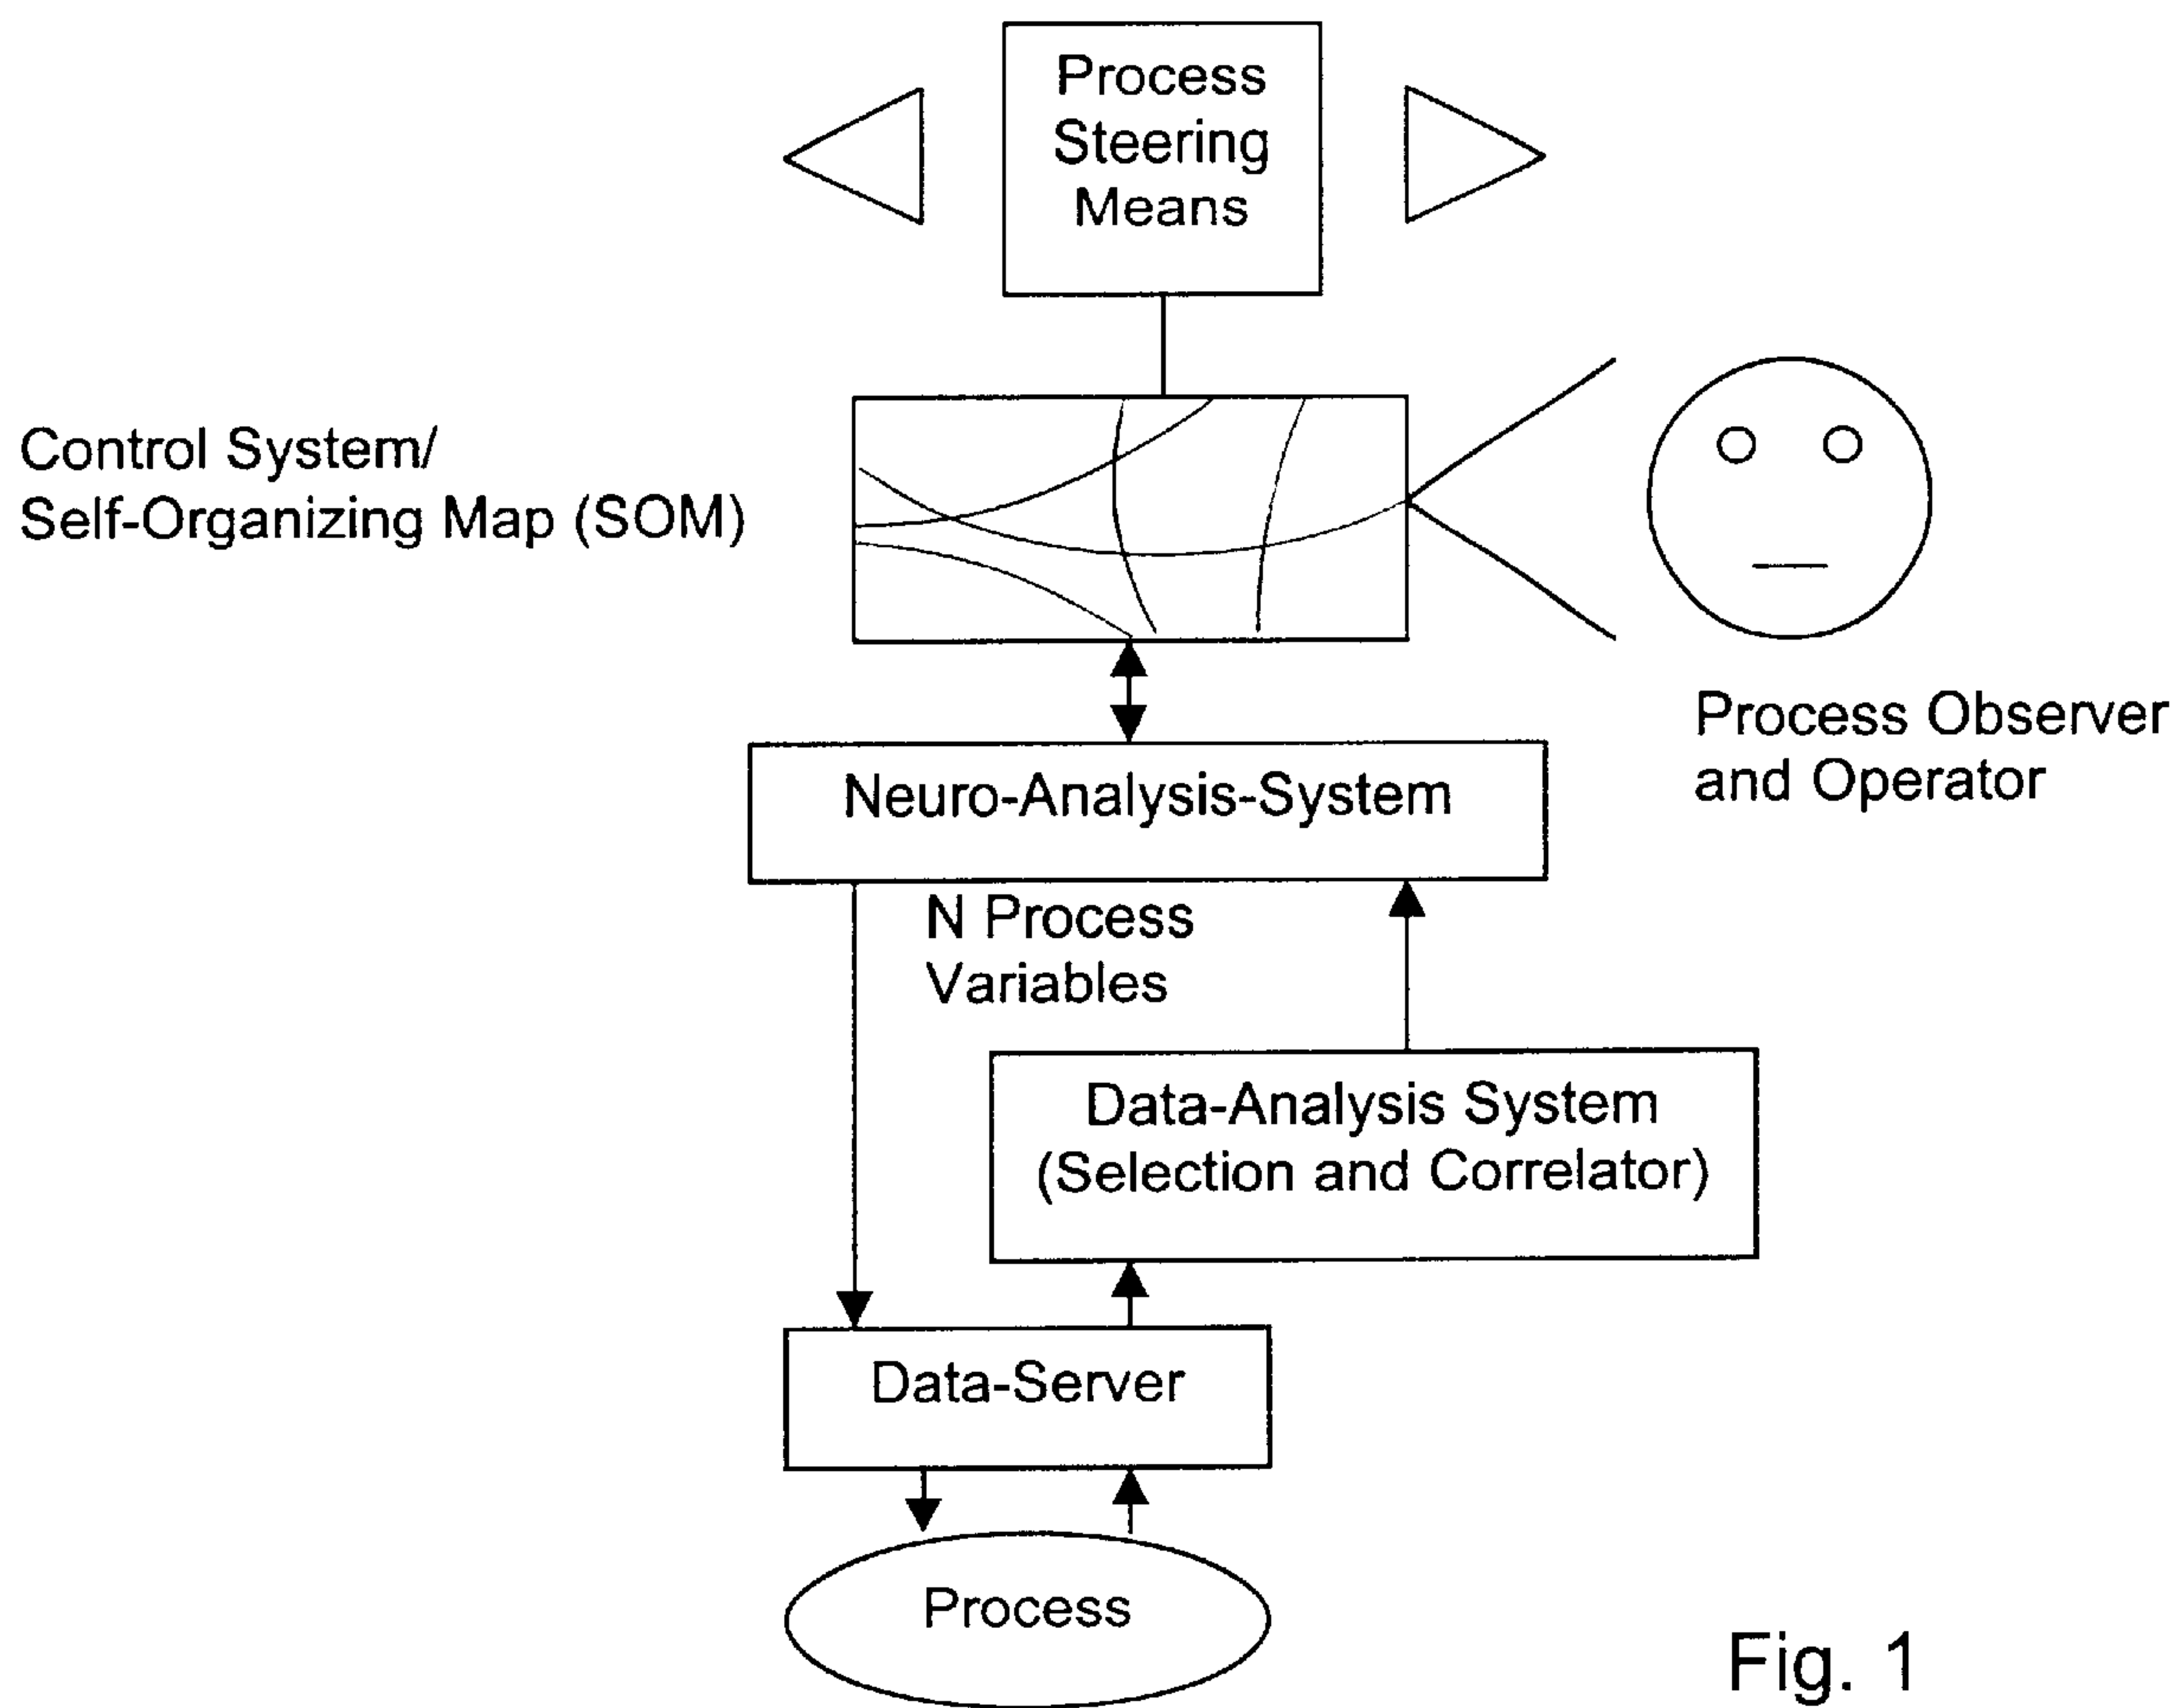 Process
Steering
Means
Control System/
Self-Organizing Map (SOM)
Process Observer
and Operator
Neuro-Analysis-System
N Process
Variables
Data-Analysis System
(Selection and Correlator)
Data-Server
Process
Fig. 1